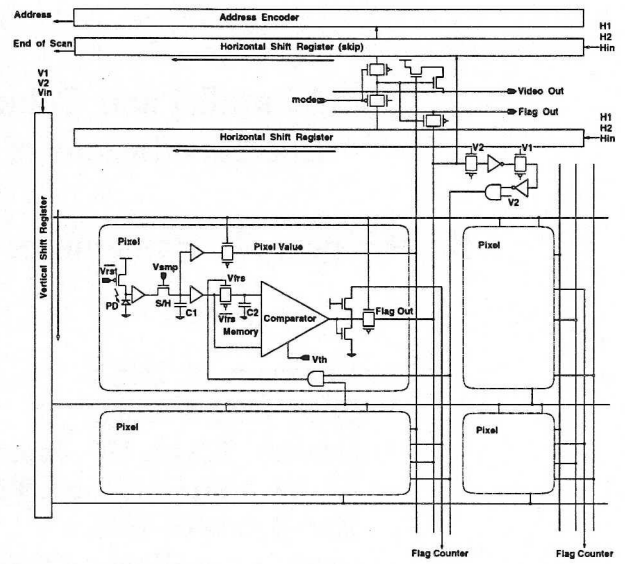 Address
Address Encoder
H1
H2
Hin
End of Scan
Horizontal Shift Register (skip)
V1
V2
Vin
Video Out
mode
Flag Out
H1
H2
Hin
Horizontal Shift Register
V2
V1
V2
Vertical Shift Register
Pixel
Pixel
Vrst
Vsmp
Pixel Value
PD
S/H
C1
Vfrs
Vfrs
C2
Memory
Comparator
Flag Out
Vth
Pixel
Pixel
Flag Counter
Flag Counter